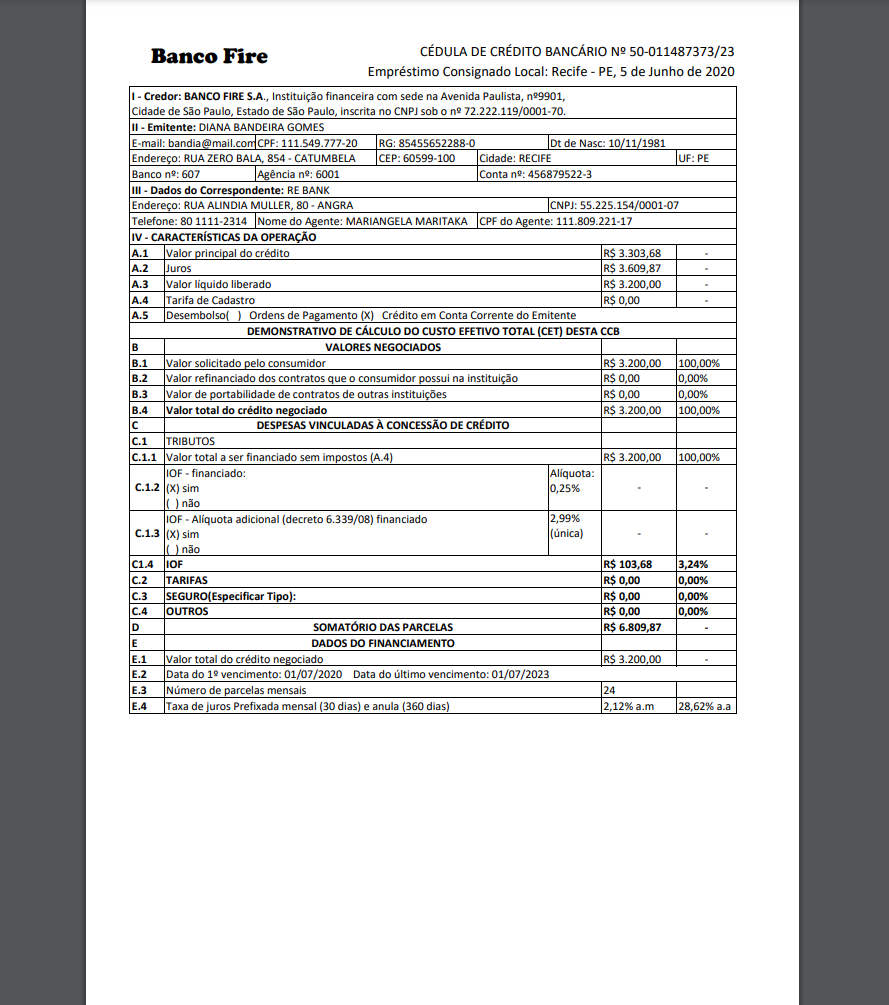 Banco Fire
CÉDULA DE CRÉDITO BANCÁRIO Nº 50-011487373/23
Empréstimo Consignado Local: Recife - PE, 5 de Junho de 2020
I - Credor: BANCO FIRE S.A., Instituição financeira com sede na Avenida Paulista, nº9901,
Cidade de São Paulo, Estado de São Paulo, inscrita no CNPJ sob o nº 72.222.119/0001-70.
II - Emitente: DIANA BANDEIRA GOMES
E-mail: bandia@mail.com CPF: 111.549.777-20 RG: 85455652288-0 Dt de Nasc: 10/11/1981
Endereço: RUA ZERO BALA, 854 - CATUMBELA CEP: 60599-100 Cidade: RECIFE UF: PE
Banco nº: 607 Agência nº: 6001 Conta nº: 456879522-3
III - Dados do Correspondente: RE BANK
Endereço: RUA ALINDIA MULLER, 80 - ANGRA CNPJ: 55.225.154/0001-07
Telefone: 80 1111-2314 Nome do Agente: MARIANGELA MARITAKA CPF do Agente: 111.809.221-17
IV - CARACTERÍSTICAS DA OPERAÇÃO
A.1 Valor principal do crédito R$ 3.303,68 -
A.2 Juros R$ 3.609,87 -
A.3 Valor líquido liberado R$ 3.200,00 -
A.4 Tarifa de Cadastro R$ 0,00 -
A.5 Desembolso( ) Ordens de Pagamento (X) Crédito em Conta Corrente do Emitente
DEMONSTRATIVO DE CÁLCULO DO CUSTO EFETIVO TOTAL (CET) DESTA CCB
B VALORES NEGOCIADOS
B.1 Valor solicitado pelo consumidor R$ 3.200,00 100,00%
B.2 Valor refinanciado dos contratos que o consumidor possui na instituição R$ 0,00 0,00%
B.3 Valor de portabilidade de contratos de outras instituições R$ 0,00 0,00%
B.4 Valor total do crédito negociado R$ 3.200,00 100,00%
C DESPESAS VINCULADAS À CONCESSÃO DE CRÉDITO
C.1 TRIBUTOS
C.1.1 Valor total a ser financiado sem impostos (A.4) R$ 3.200,00 100,00%
IOF - financiado: Alíquota:
C.1.2 (X) sim 0,25% - -
( ) não
IOF - Alíquota adicional (decreto 6.339/08) financiado 2,99%
C.1.3 (X) sim (única) - -
( ) não
C1.4 IOF R$ 103,68 3,24%
C.2 TARIFAS R$ 0,00 0,00%
C.3 SEGURO(Especificar Tipo): R$ 0,00 0,00%
C.4 OUTROS R$ 0,00 0,00%
D SOMATÓRIO DAS PARCELAS R$ 6.809,87 -
E DADOS DO FINANCIAMENTO
E.1 Valor total do crédito negociado R$ 3.200,00 -
E.2 Data do 1º vencimento: 01/07/2020 Data do último vencimento: 01/07/2023
E.3 Número de parcelas mensais 24
E.4 Taxa de juros Prefixada mensal (30 dias) e anula (360 dias) 2,12% a.m 28,62% a.a